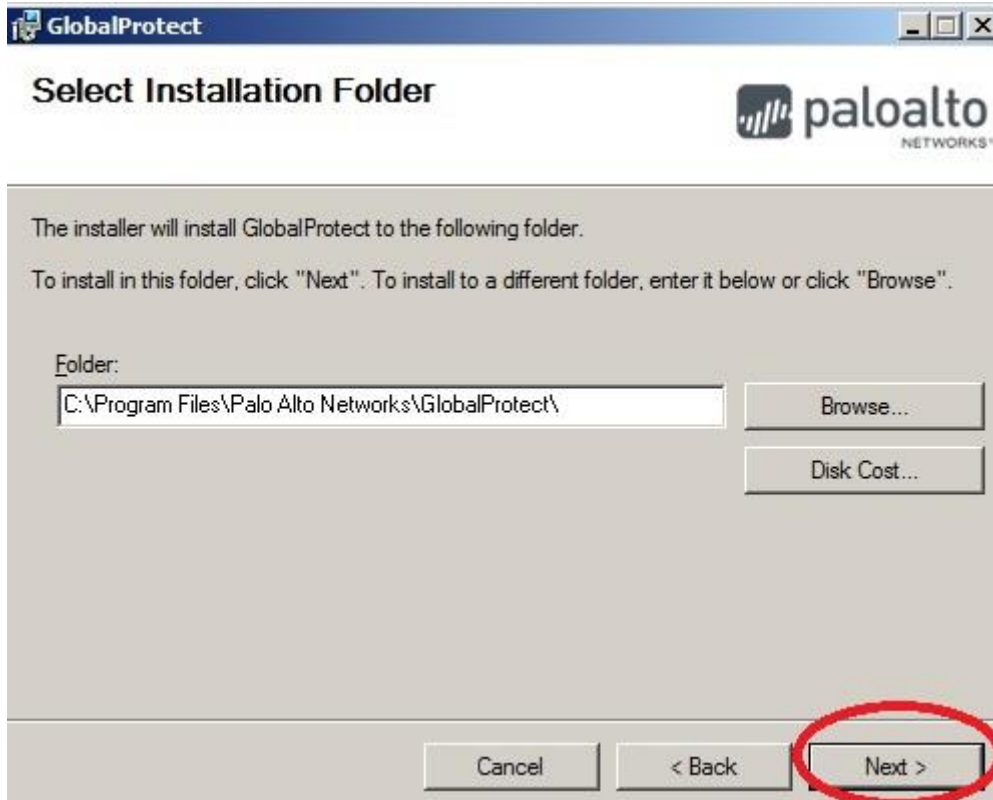 GlobalProtect
Select Installation Folder
paloalto
NETWORKS
The installer will install GlobalProtect to the following folder.
To install in this folder, click "Next". To install to a different folder, enter it below or click "Browse".
Folder:
C:\Program Files\Palo Alto Networks\GlobalProtect\
Browse...
Disk Cost...
Cancel
< Back
Next >